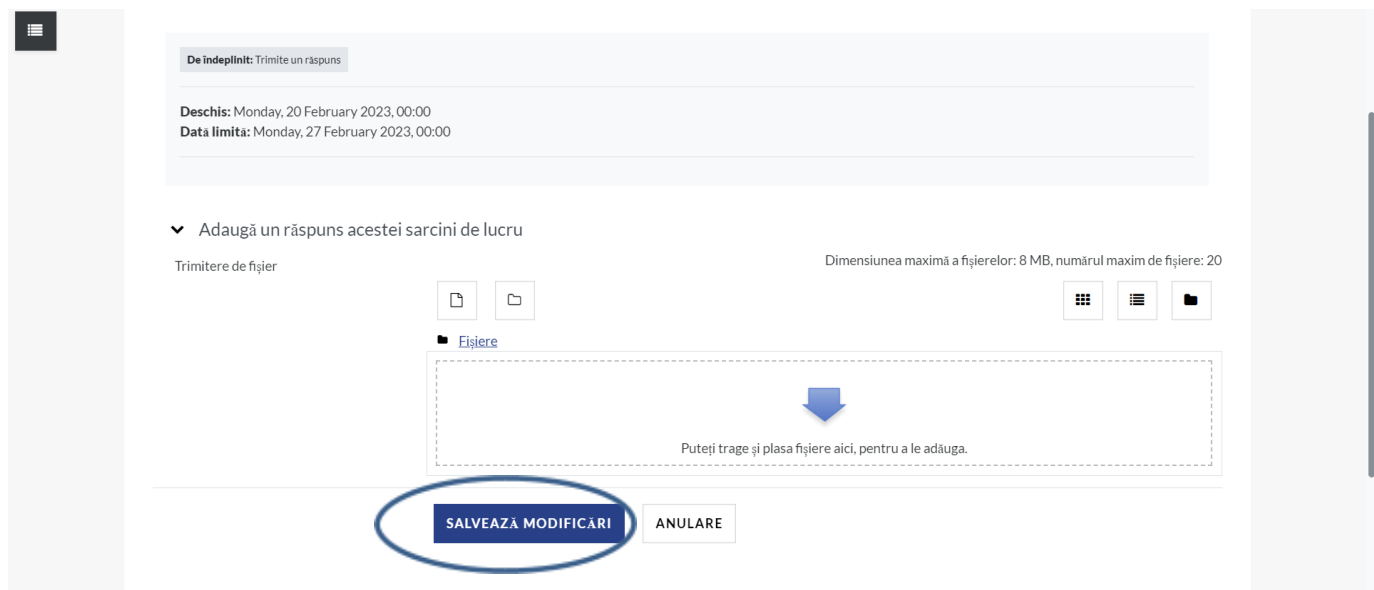 De îndeplinit: Trimite un răspuns
Deschis: Monday, 20 February 2023, 00:00
Dată limită: Monday, 27 February 2023, 00:00
Adaugă un răspuns acestei sarcini de lucru
Trimitere de fișier
Dimensiunea maximă a fișierelor: 8 MB, numărul maxim de fișiere: 20
Fișiere
Puteți trage și plasa fișiere aici, pentru a le adăuga.
SALVEAZĂ MODIFICĂRI ANULARE